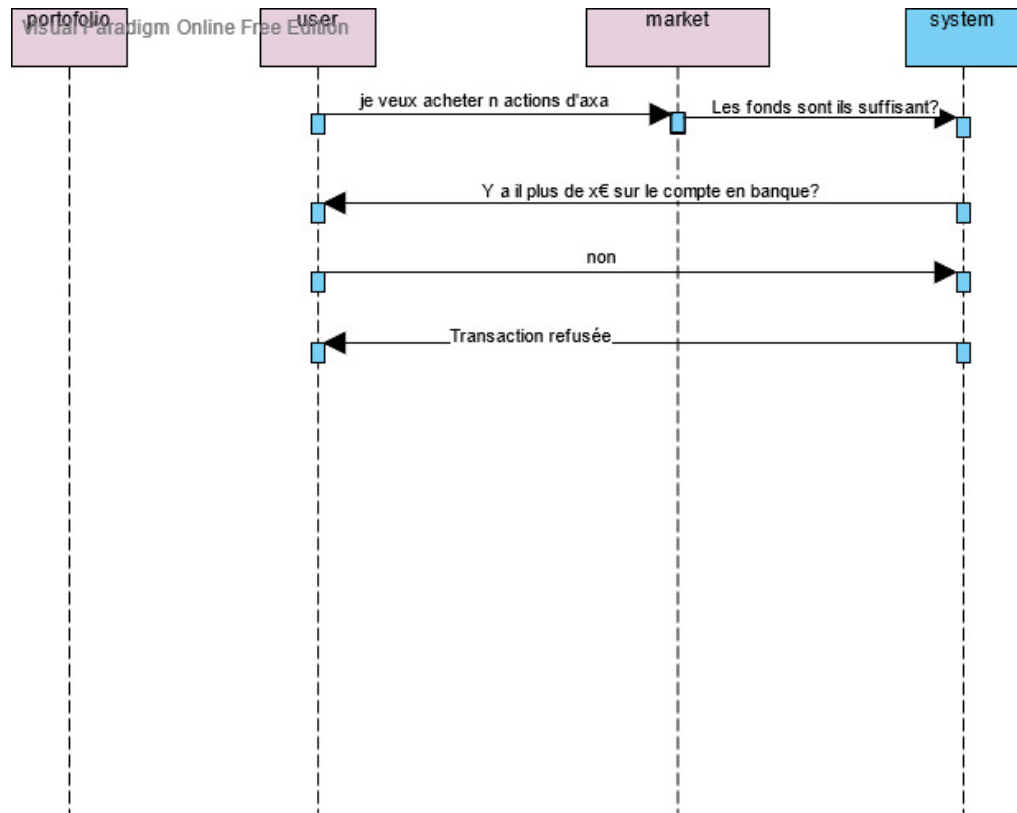 portofolio
user
market
system
Visual Paradigm Online Free Edition
je veux acheter n actions d'axa
Les fonds sont ils suffisant?
Y a il plus de x€ sur le compte en banque?
non
Transaction refusée